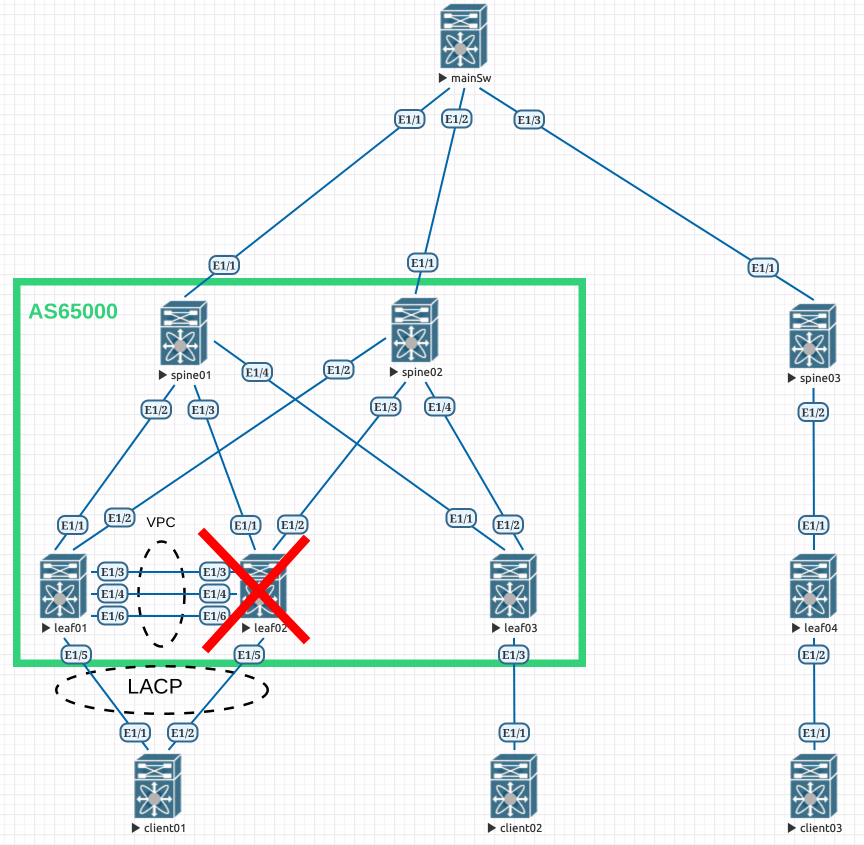 mainSw
E1/1
E1/2
E1/3
E1/1
E1/1
E1/1
AS65000
spine01
spine02
spine03
E1/4
E1/2
E1/2
E1/3
E1/3
E1/4
E1/2
E1/1
E1/2
E1/1
E1/2
E1/1
E1/2
E1/1
VPC
E1/3
E1/3
E1/4
E1/4
E1/6
E1/6
leaf01
leaf02
leaf03
leaf04
E1/5
E1/5
E1/3
E1/2
LACP
E1/1
E1/2
E1/1
E1/1
client01
client02
client03